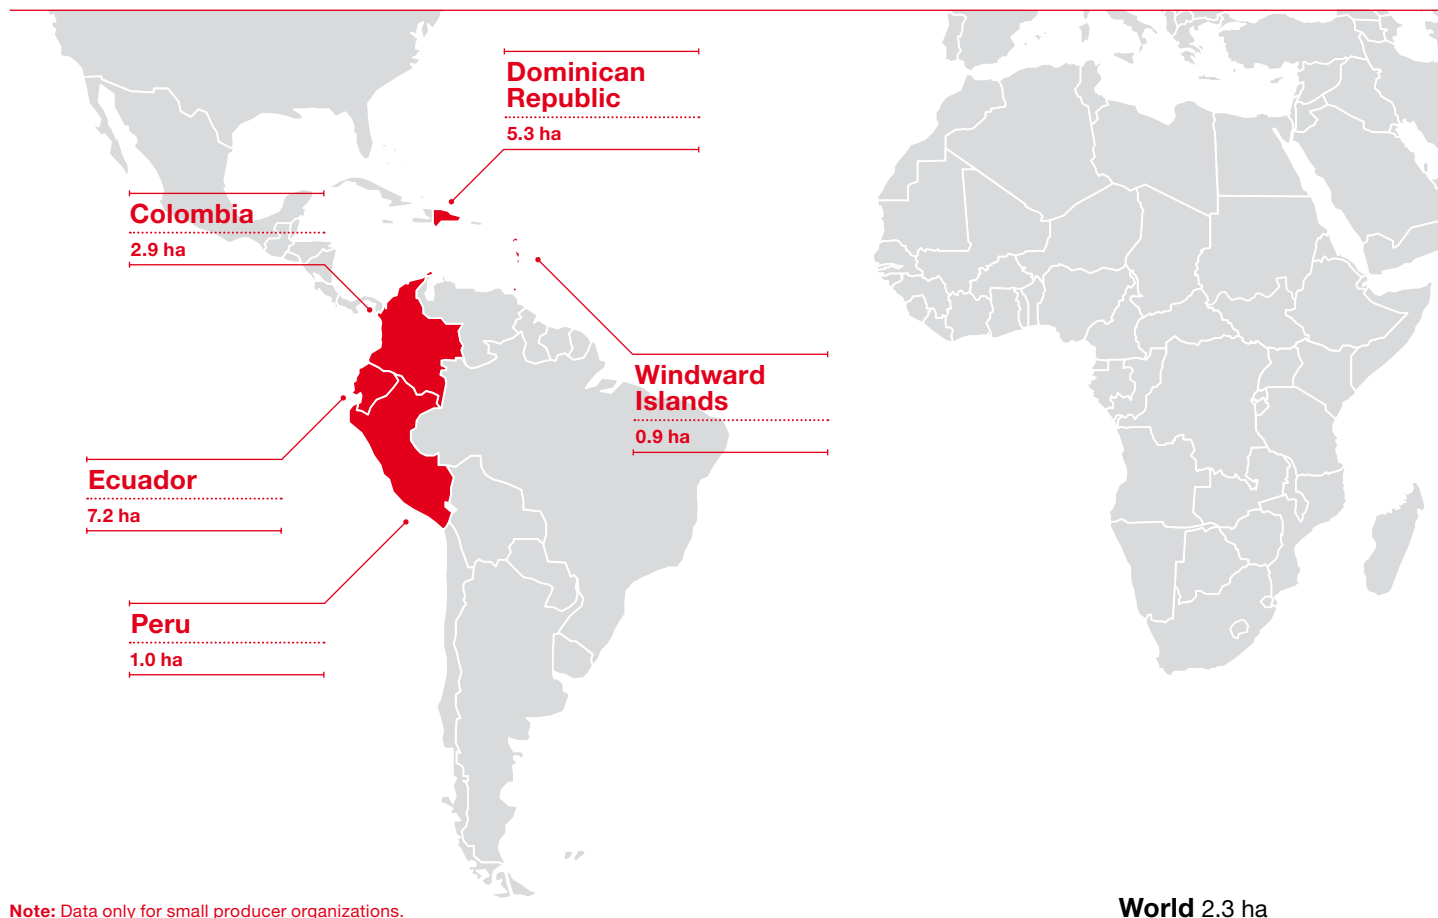 Dominican
Republic
5.3 ha
Colombia
2.9 ha
Windward
Islands
0.9 ha
Ecuador
7.2 ha
Peru
1.0 ha
Note: Data only for small producer organizations.
World 2.3 ha